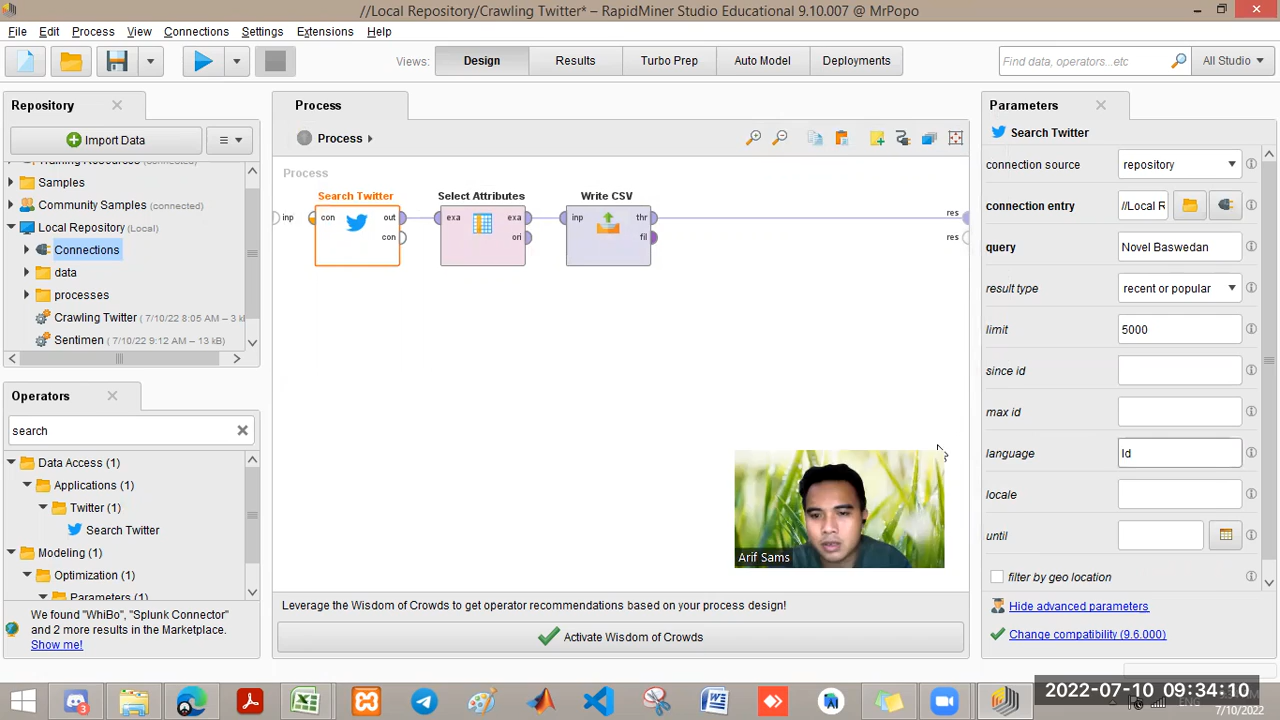 //Local Repository/Crawling Twitter* – RapidMiner Studio Educational 9.10.007 @ MrPopo
File Edit Process View Connections Settings Extensions Help
Views: Design Results Turbo Prep Auto Model Deployments
Find data, operators...etc
All Studio
Repository
Import Data
Training Resources (connected)
Samples
Community Samples (connected)
Local Repository (Local)
Connections
data
processes
Crawling Twitter (7/10/22 8:05 AM – 3 k
Sentimen (7/10/22 9:12 AM – 13 kB)
Operators
search
Data Access (1)
Applications (1)
Twitter (1)
Search Twitter
Modeling (1)
Optimization (1)
Parameters (1)
We found "WhiBo", "Splunk Connector"
and 2 more results in the Marketplace.
Show me!
Process
Process
Process
Search Twitter
Select Attributes
Write CSV
inp con out exa exa inp thr res
con ori fil res
Arif Sams
Leverage the Wisdom of Crowds to get operator recommendations based on your process design!
Activate Wisdom of Crowds
Parameters
Search Twitter
connection source repository
connection entry //Local R
query Novel Baswedan
result type recent or popular
limit 5000
since id
max id
language Id
locale
until
filter by geo location
Hide advanced parameters
Change compatibility (9.6.000)
2022-07-10 09:34:10
7/10/2022